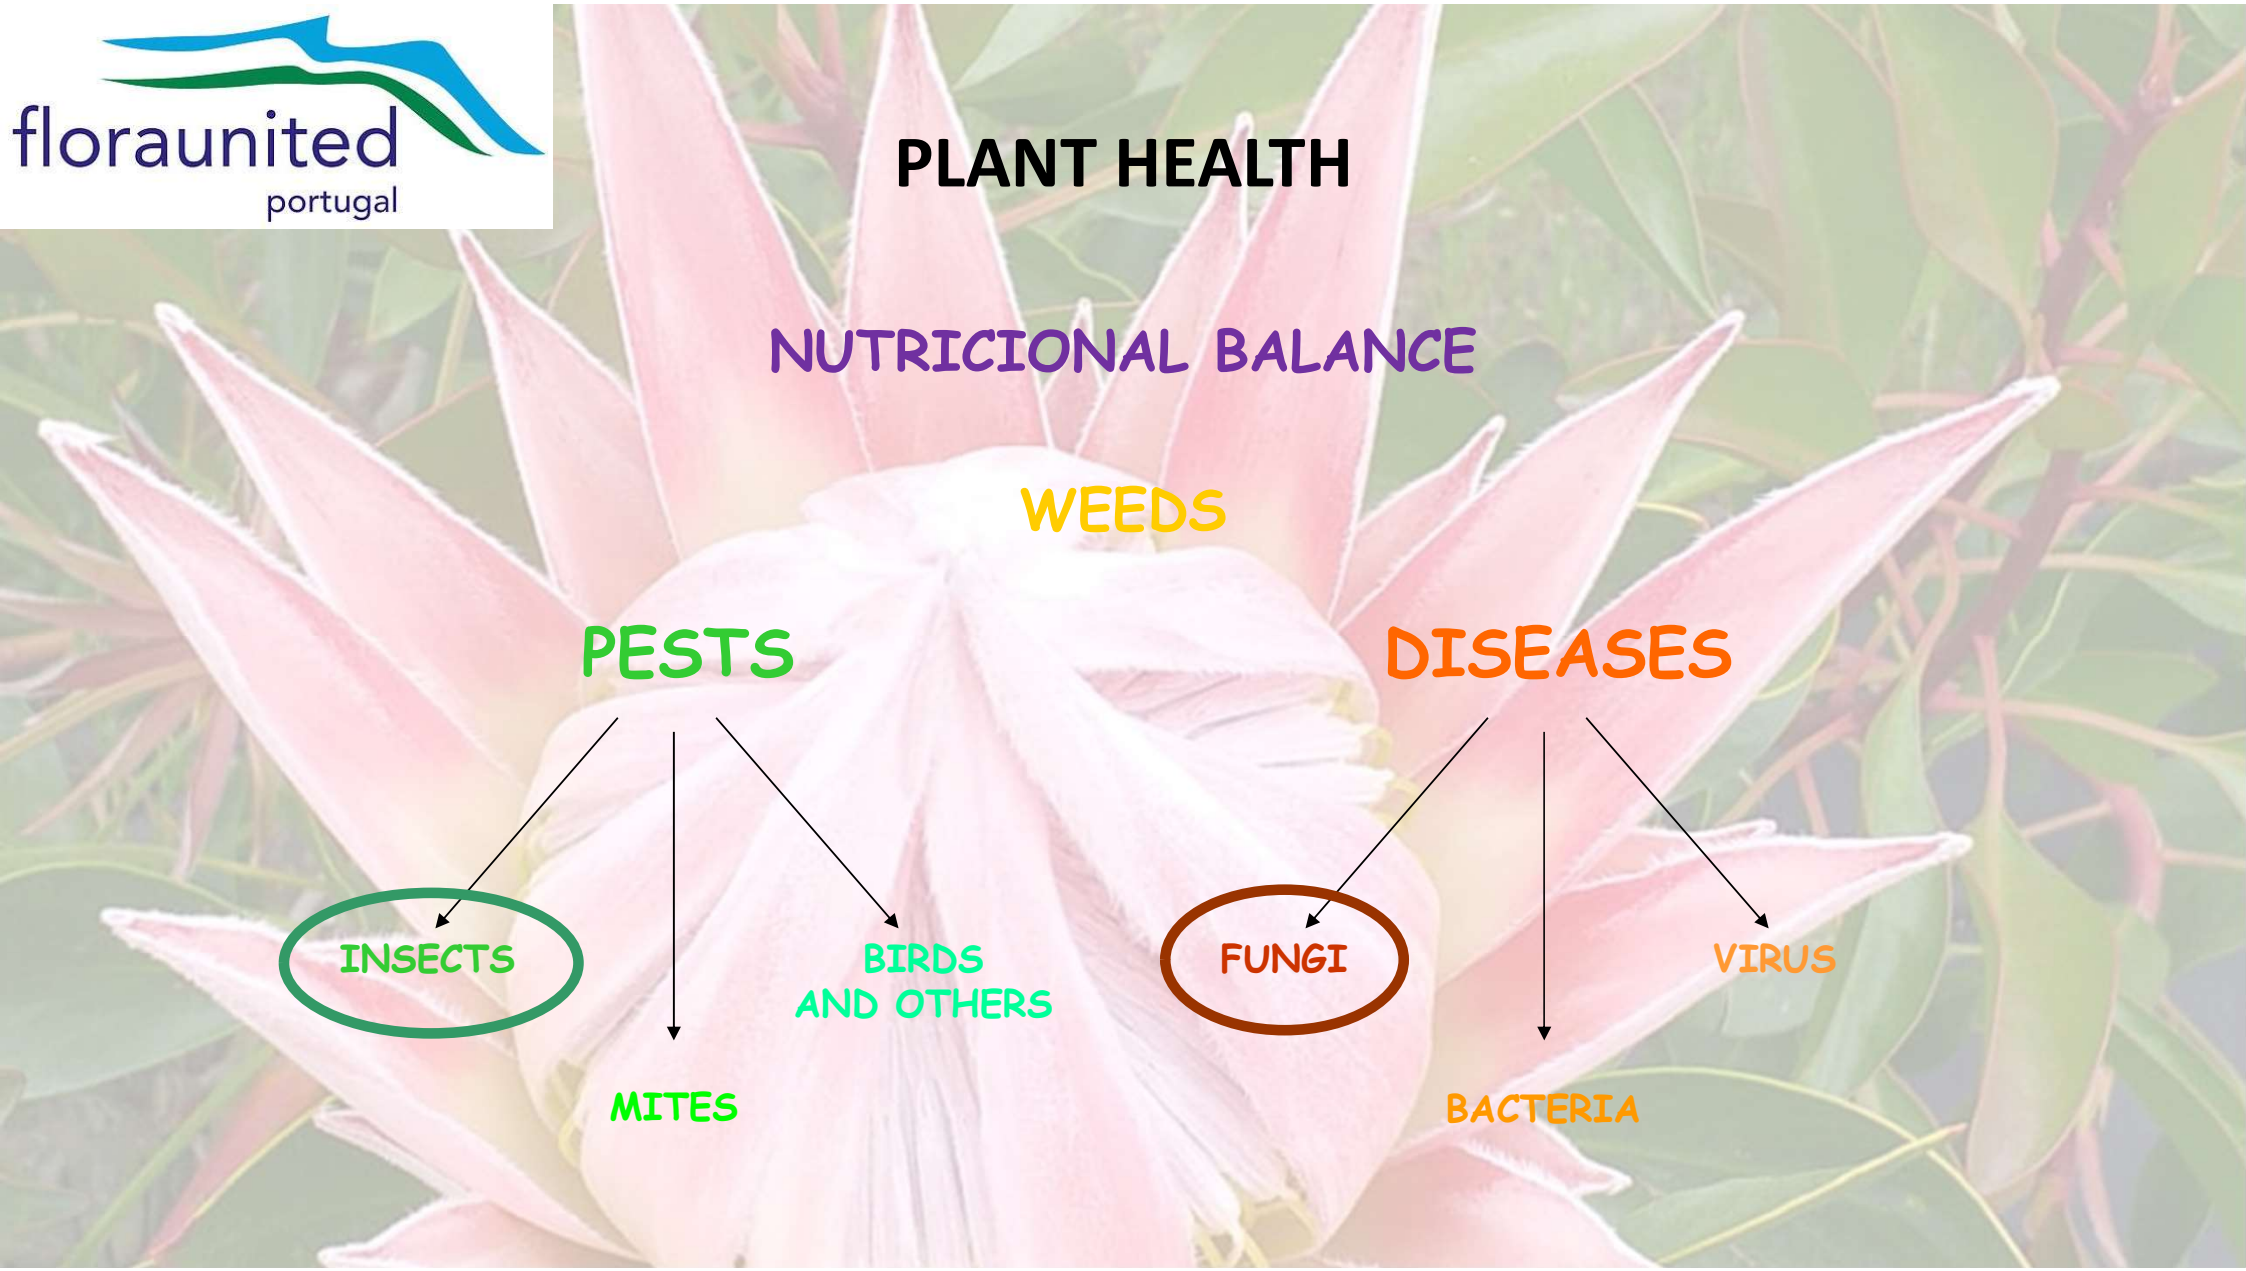 floraunited
portugal
PLANT HEALTH
NUTRICIONAL BALANCE
WEEDS
PESTS
DISEASES
INSECTS
BIRDS
AND OTHERS
FUNGI
VIRUS
MITES
BACTERIA